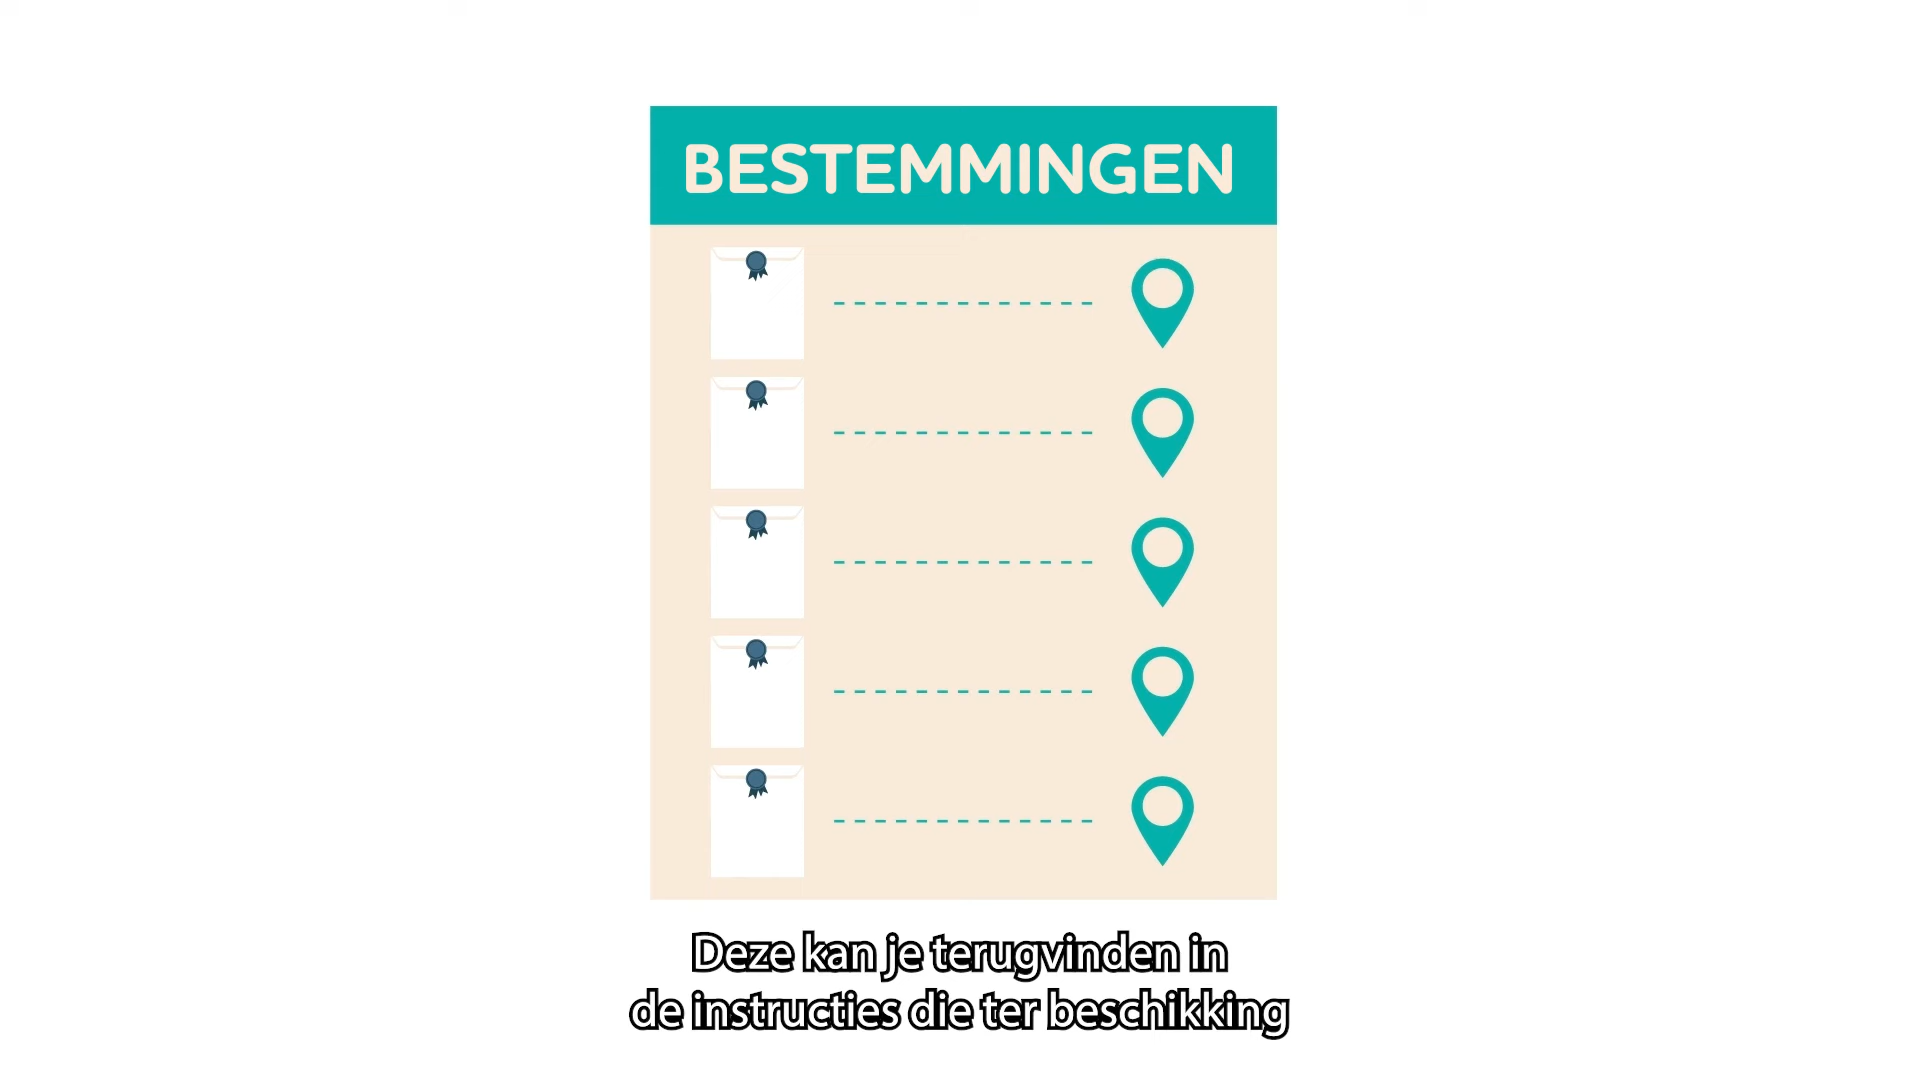 BESTEMMINGEN
Deze kan je terugvinden in
de instructies die ter beschikking